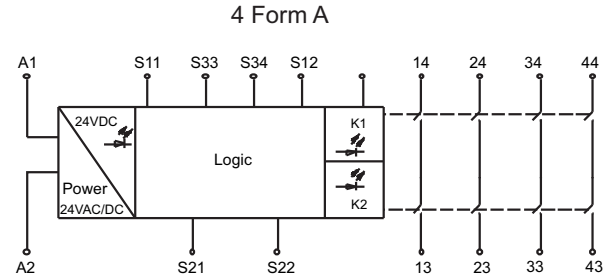 4 Form A
A1 S11 S33 S34 S12 14 24 34 44
24VDC
K1
Logic
Power
24VAC/DC
K2
A2 S21 S22 13 23 33 43